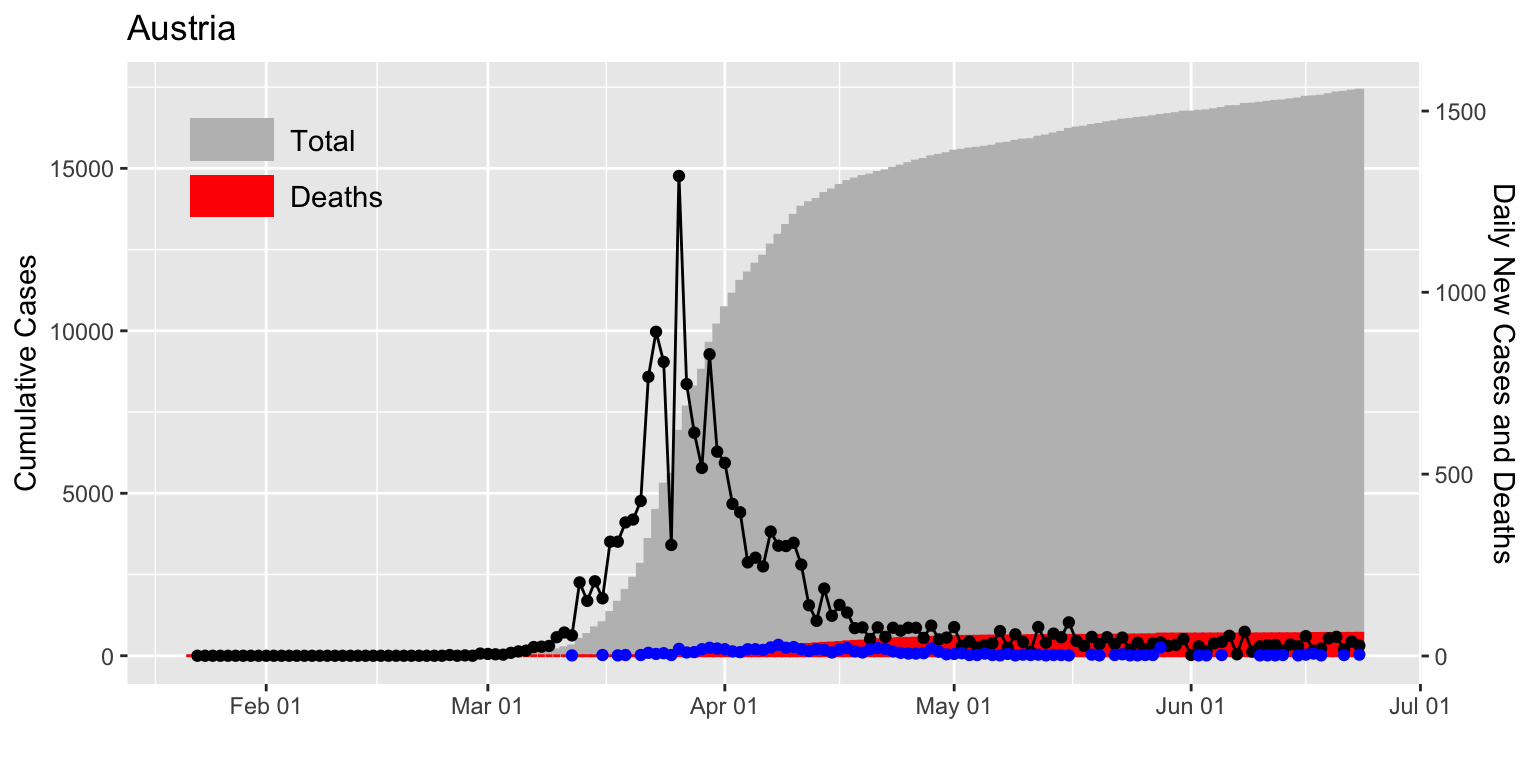 Austria
Total
Deaths
Cumulative Cases
15000
10000
5000
0
1500
1000
500
0
Daily New Cases and Deaths
Feb 01
Mar 01
Apr 01
May 01
Jun 01
Jul 01